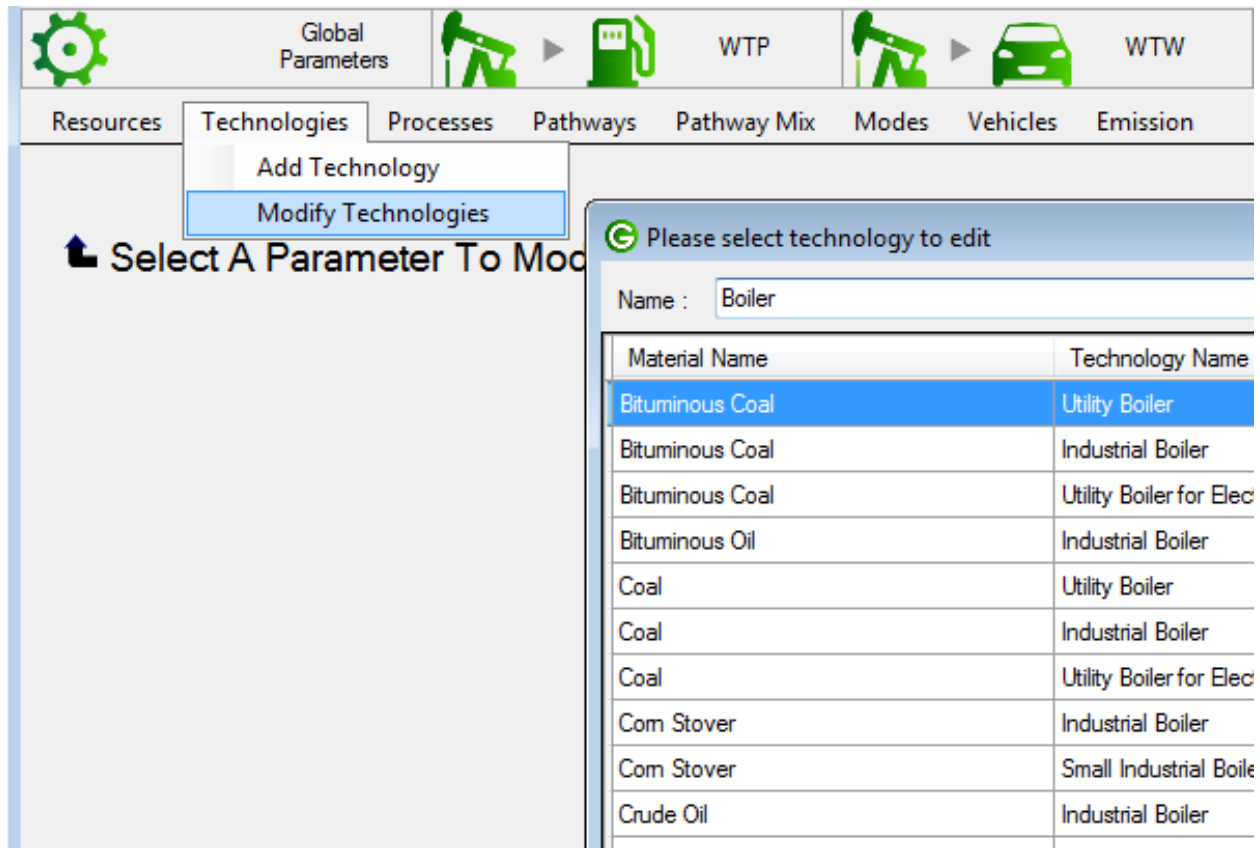 Global
Parameters
WTP
WTW
Resources Technologies Processes Pathways Pathway Mix Modes Vehicles Emission
Add Technology
Modify Technologies
Select A Parameter To Mod
Please select technology to edit
Name : Boiler
Material Name Technology Name
Bituminous Coal Utility Boiler
Bituminous Coal Industrial Boiler
Bituminous Coal Utility Boiler for Elect
Bituminous Oil Industrial Boiler
Coal Utility Boiler
Coal Industrial Boiler
Coal Utility Boiler for Elect
Corn Stover Industrial Boiler
Corn Stover Small Industrial Boile
Crude Oil Industrial Boiler